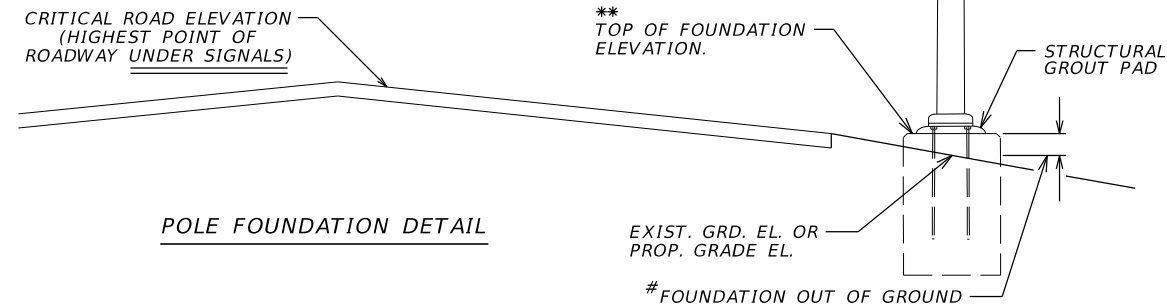 CRITICAL ROAD ELEVATION
(HIGHEST POINT OF
ROADWAY UNDER SIGNALS)
**
TOP OF FOUNDATION
ELEVATION.
STRUCTURAL
GROUT PAD
POLE FOUNDATION DETAIL
EXIST. GRD. EL. OR
PROP. GRADE EL.
# FOUNDATION OUT OF GROUND